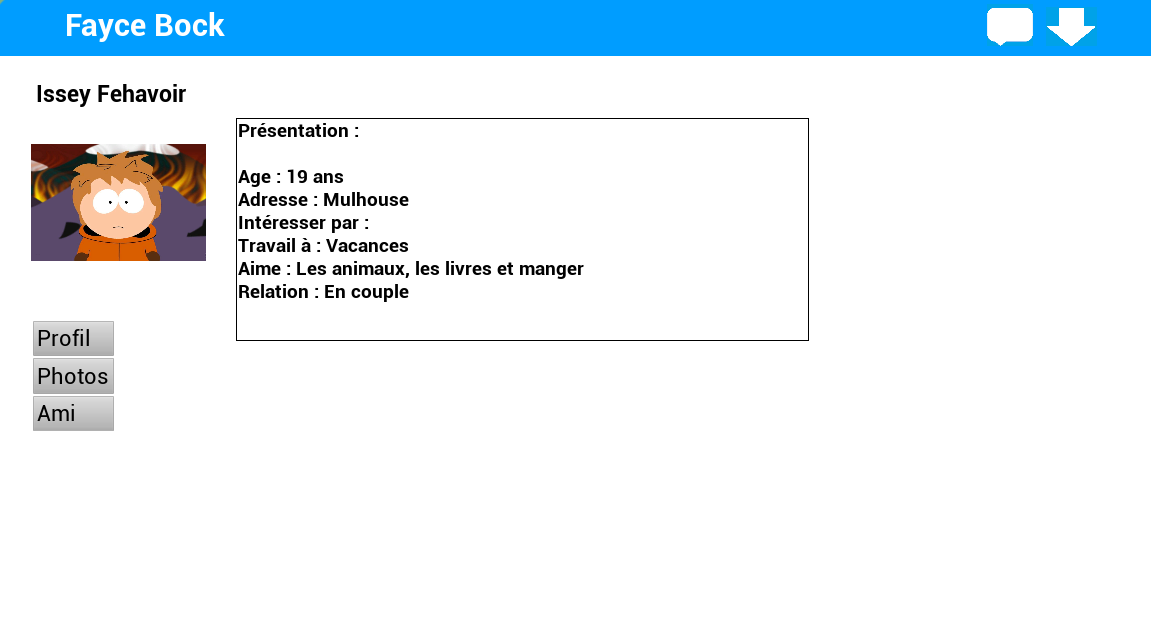 Fayce Bock
Issey Fehavoir
Présentation :
Age : 19 ans
Adresse : Mulhouse
Intéresser par :
Travail à : Vacances
Aime : Les animaux, les livres et manger
Relation : En couple
Profil
Photos
Ami